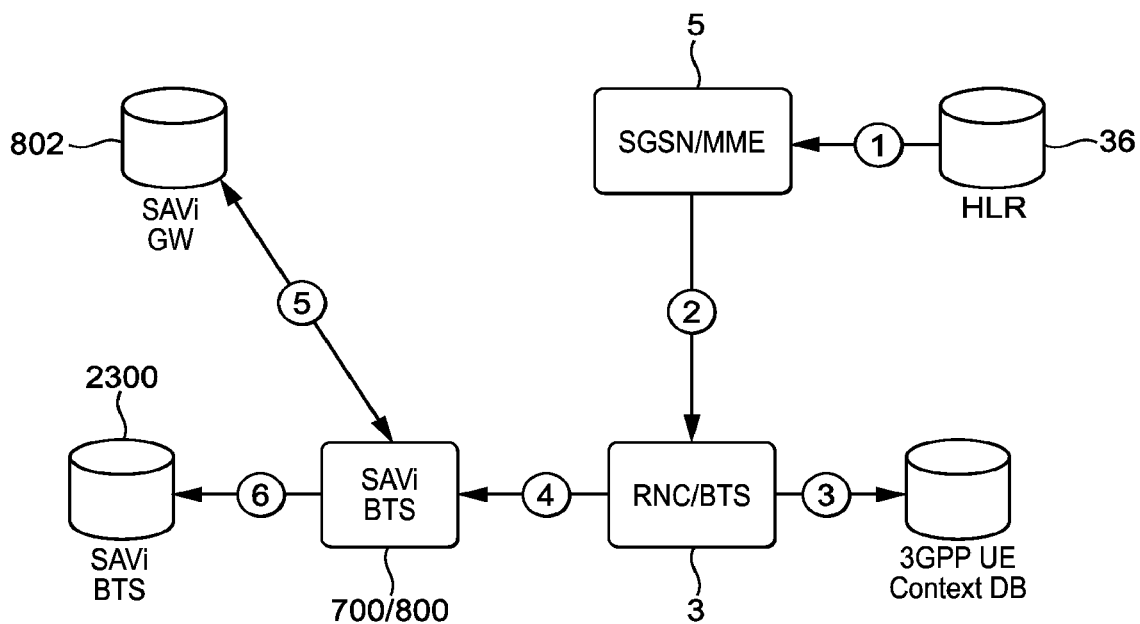 5
802
SAVi
GW
SGSN/MME
1
36
HLR
5
2
2300
6
SAVi
BTS
4
RNC/BTS
3
SAVi
BTS
700/800
3
3GPP UE
Context DB